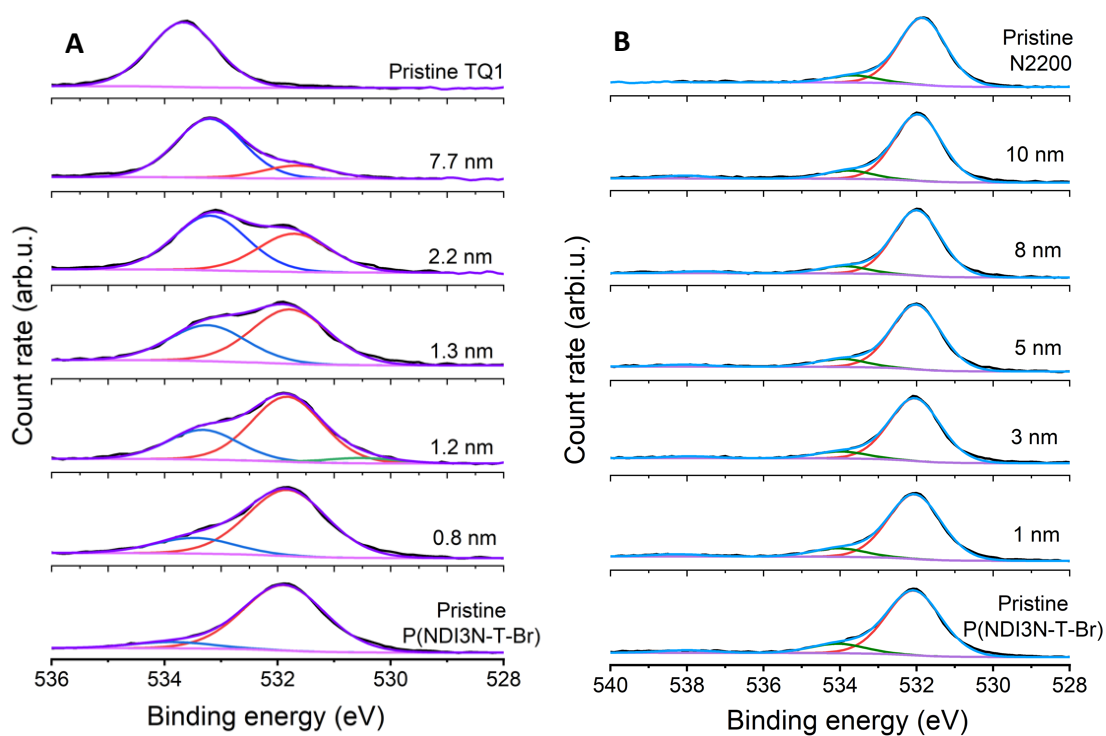 A
Pristine TQ1
7.7 nm
2.2 nm
1.3 nm
1.2 nm
0.8 nm
Pristine
P(NDI3N-T-Br)
Count rate (arb.u.)
536 534 532 530 528
Binding energy (eV)
B
Pristine
N2200
10 nm
8 nm
5 nm
3 nm
1 nm
Pristine
P(NDI3N-T-Br)
Count rate (arbi.u.)
540 538 536 534 532 530 528
Binding energy (eV)